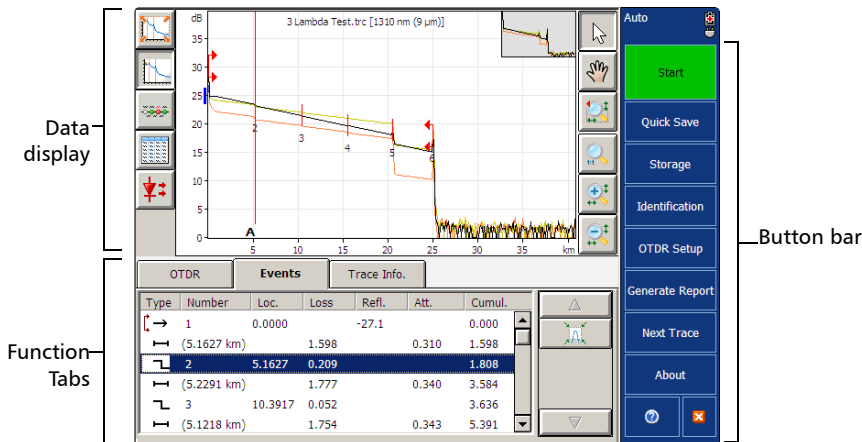 dB
3 Lambda Test.trc [1310 nm (9 µm)]
35
30
25
20
15
10
5
0
2
3
4
5
6
A
5
10
15
20
25
30
35
km
1:1
Data display
OTDR
Events
Trace Info.
Type Number Loc. Loss Refl. Att. Cumul.
1 0.0000 -27.1 0.000
(5.1627 km) 1.598 0.310 1.598
2 5.1627 0.209 1.808
(5.2291 km) 1.777 0.340 3.584
3 10.3917 0.052 3.636
(5.1218 km) 1.754 0.343 5.391
Function Tabs
Auto
Start
Quick Save
Storage
Identification
OTDR Setup
Generate Report
Next Trace
About
?
Button bar